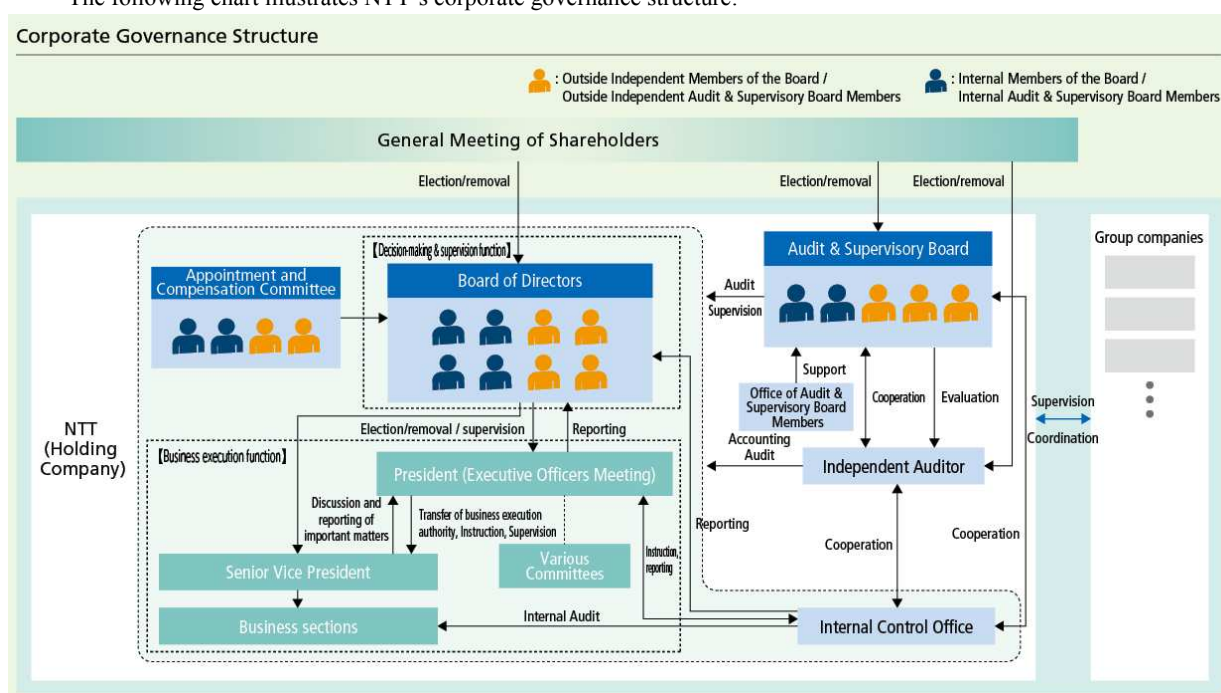 The following chart illustrates NTT's corporate governance structure.
Corporate Governance Structure
: Outside Independent Members of the Board /
Outside Independent Audit & Supervisory Board Members
: Internal Members of the Board /
Internal Audit & Supervisory Board Members
General Meeting of Shareholders
Election/removal
Election/removal
Election/removal
【Decision-making & supervision function】
Appointment and
Compensation Committee
Board of Directors
Audit & Supervisory Board
Group companies
Audit
Supervision
Support
Office of Audit &
Supervisory Board
Members
Cooperation
Evaluation
Supervision
Coordination
NTT
(Holding
Company)
Election/removal / supervision
Reporting
Accounting
Audit
【Business execution function】
President (Executive Officers Meeting)
Independent Auditor
Discussion and
reporting of
important matters
Transfer of business execution
authority, Instruction, Supervision
Instruction,
reporting
Reporting
Cooperation
Cooperation
Senior Vice President
Various
Committees
Business sections
Internal Audit
Internal Control Office